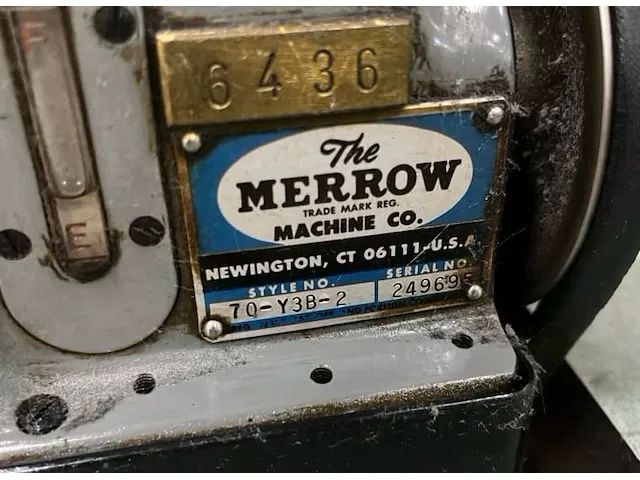 F
E
6436
The
MERROW
TRADE MARK REG.
MACHINE CO.
NEWINGTON, CT 06111-U.S.A
STYLE NO.
SERIAL NO
70-Y3B-2
249695